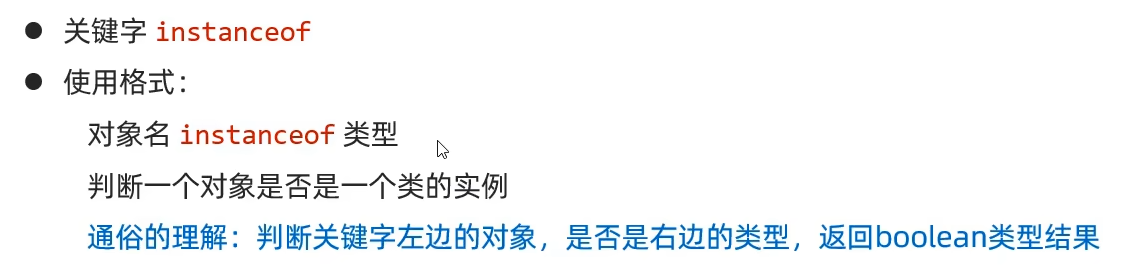 ● 关键字 instanceof
● 使用格式：
对象名 instanceof 类型
判断一个对象是否是一个类的实例
通俗的理解：判断关键字左边的对象，是否是右边的类型，返回boolean类型结果